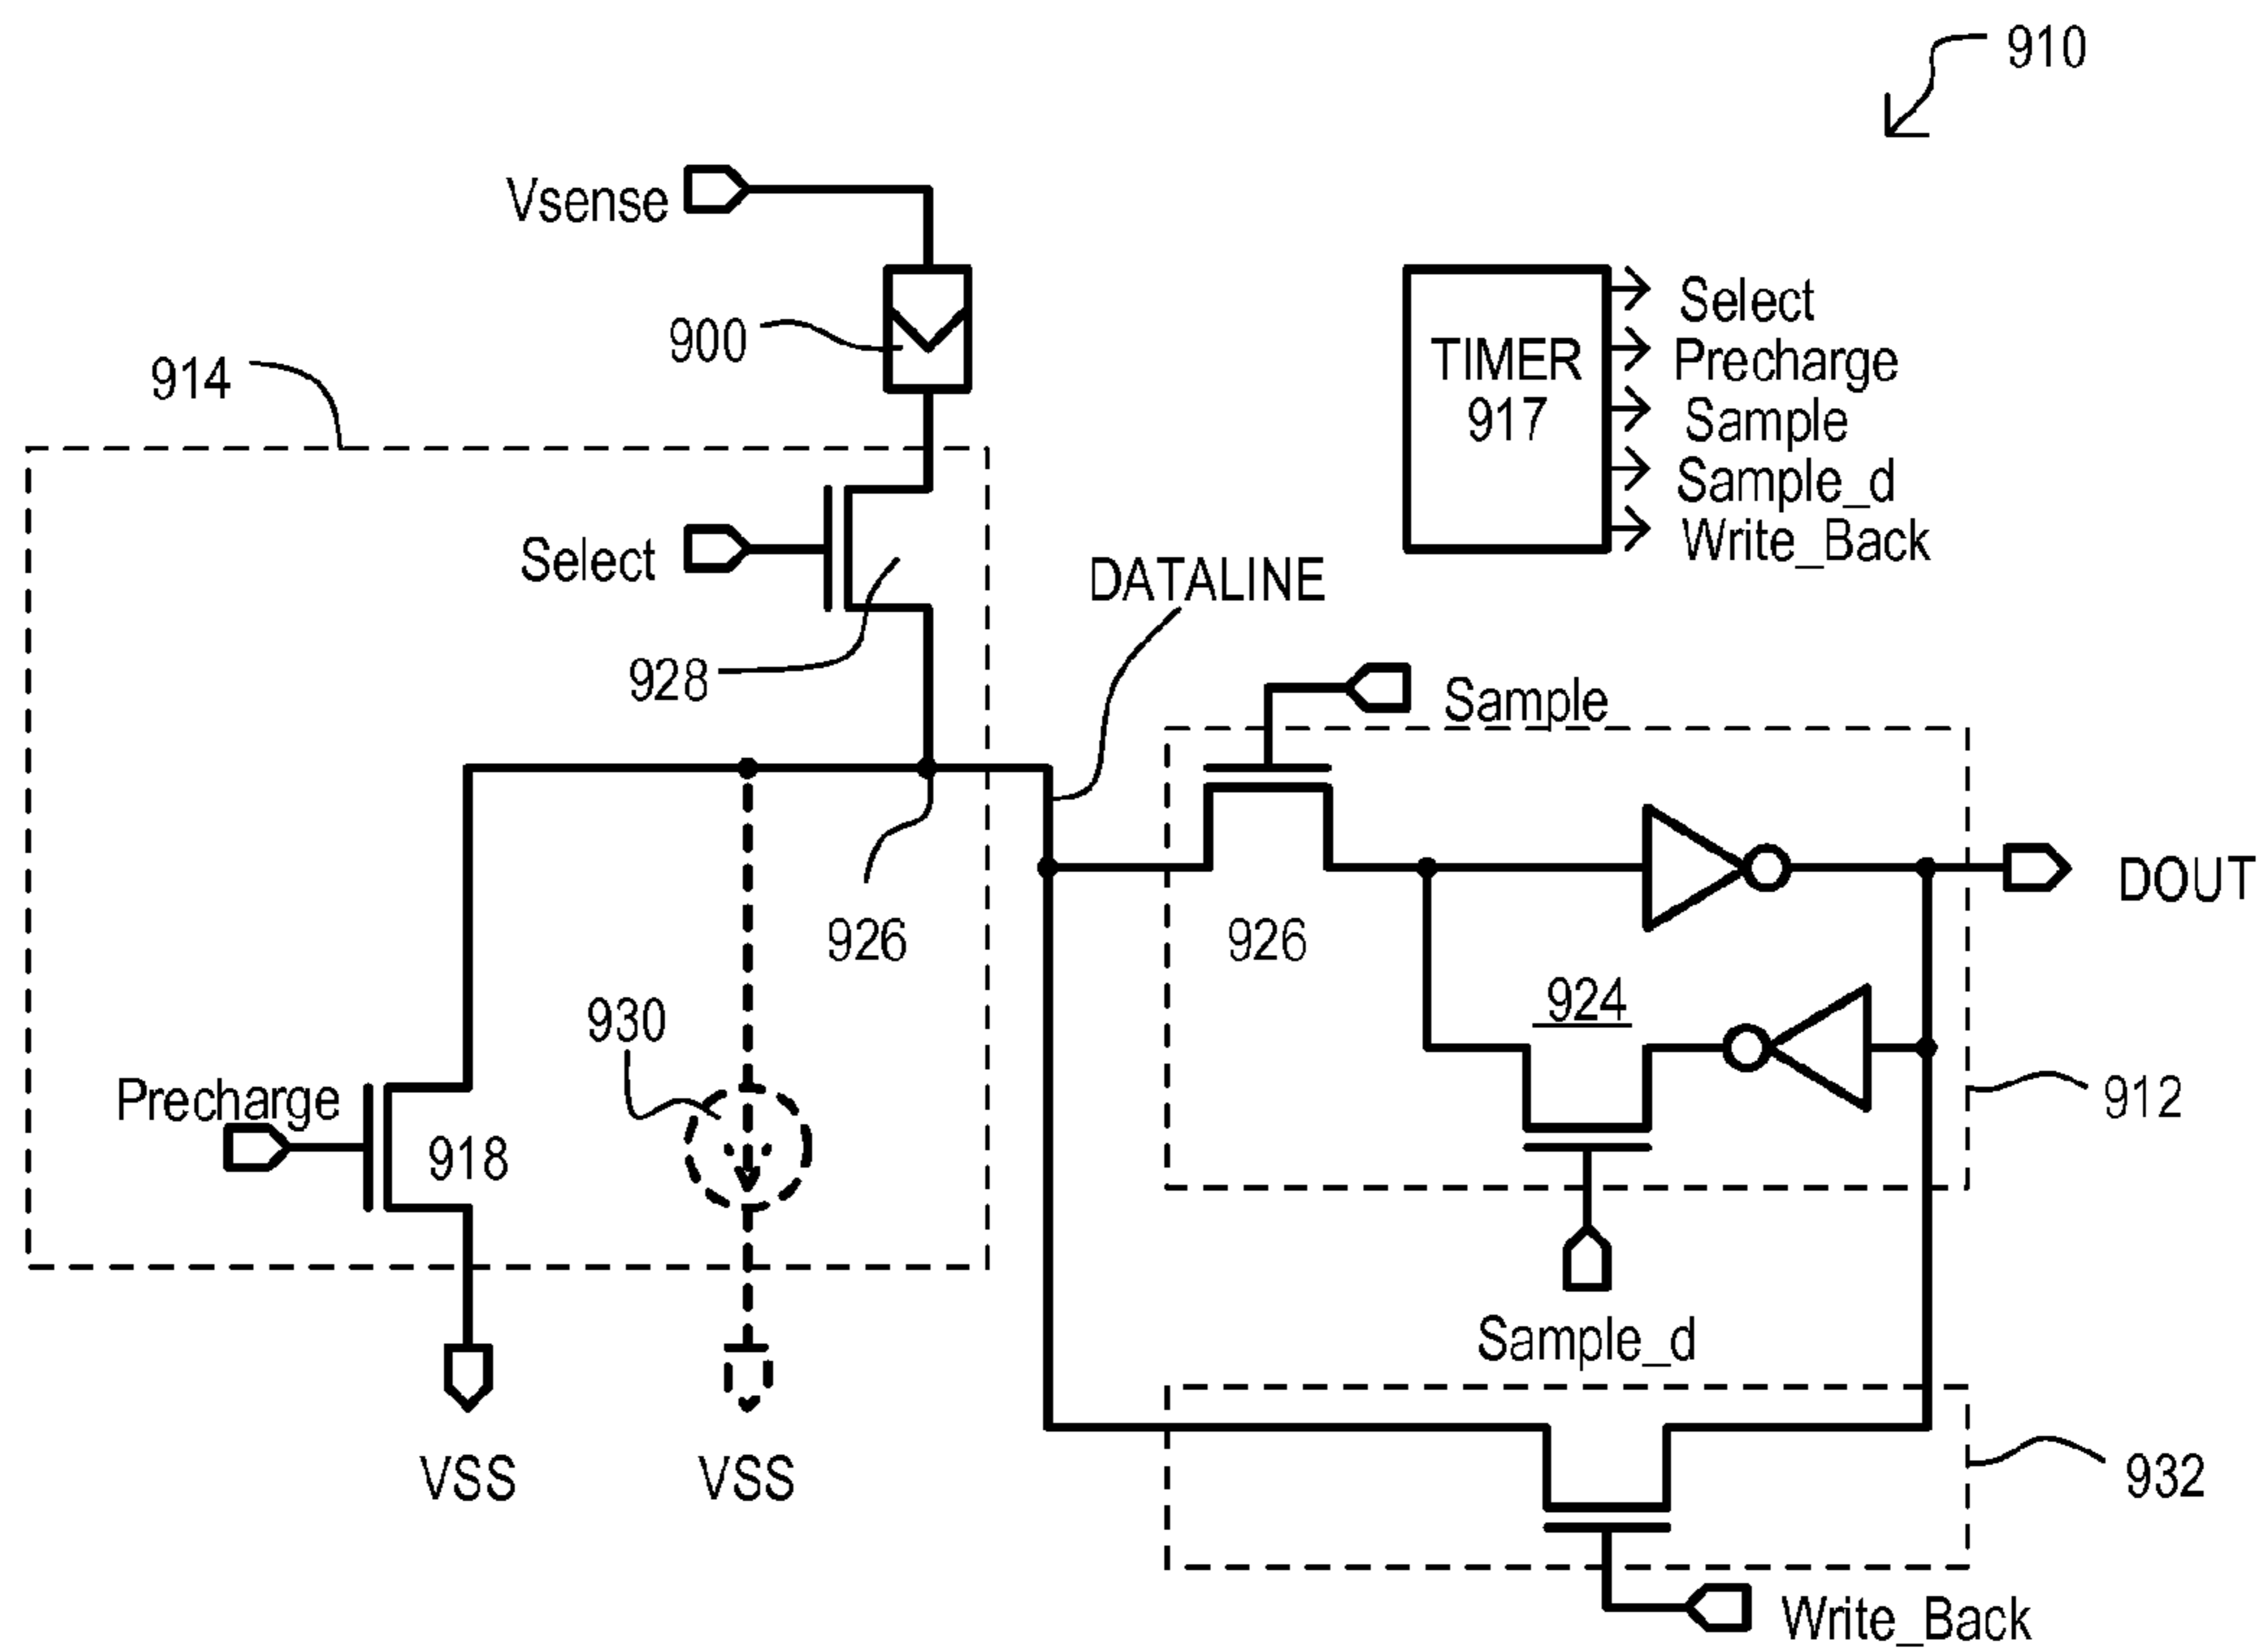 910
Vsense
900
914
TIMER
917
Select
Precharge
Sample
Sample_d
Write_Back
Select
928
DATALINE
Sample
926
926
DOUT
924
930
Precharge
918
912
Sample_d
VSS
VSS
932
Write_Back